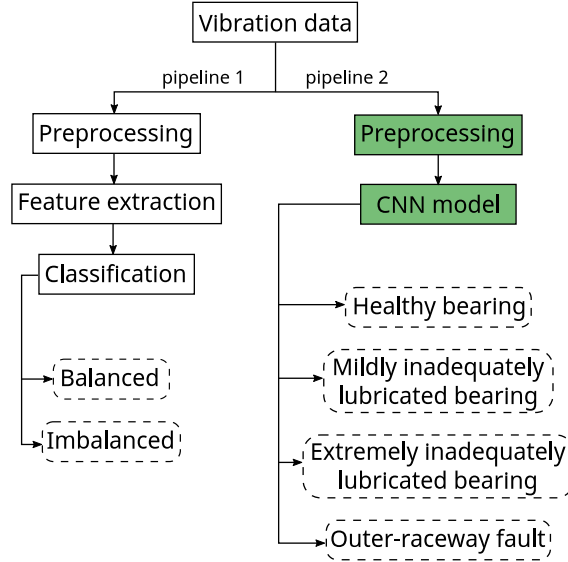 Vibration data
pipeline 1
pipeline 2
Preprocessing
Feature extraction
Classification
Balanced
Imbalanced
Preprocessing
CNN model
Healthy bearing
Mildly inadequately
lubricated bearing
Extremely inadequately
lubricated bearing
Outer-raceway fault